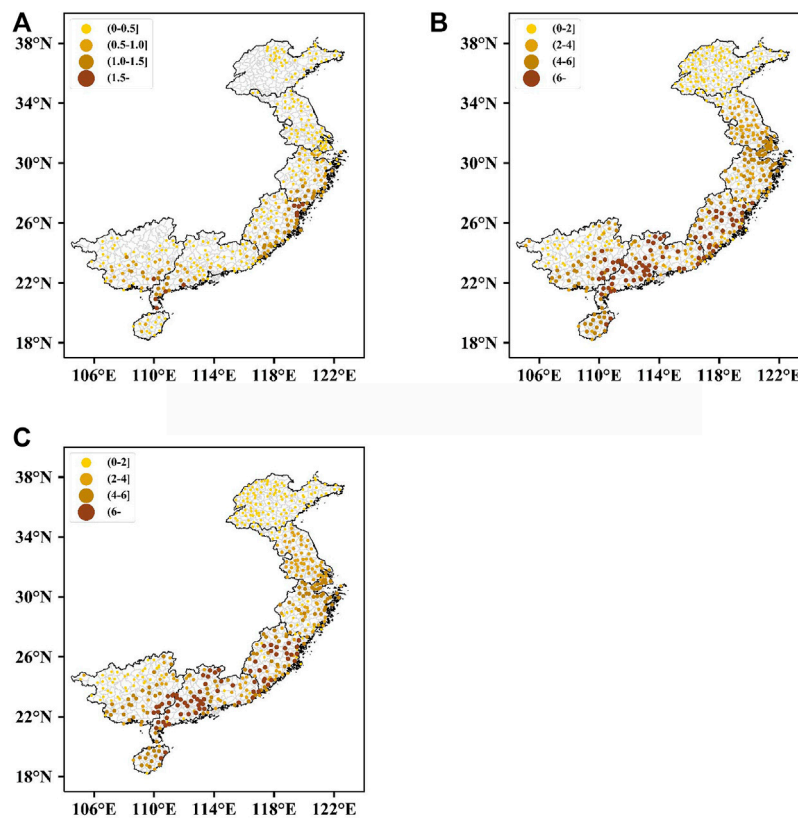 A
(0-0.5]
(0.5-1.0]
(1.0-1.5]
(1.5-
38°N
34°N
30°N
26°N
22°N
18°N
106°E 110°E 114°E 118°E 122°E
B
(0-2]
(2-4]
(4-6]
(6-
38°N
34°N
30°N
26°N
22°N
18°N
106°E 110°E 114°E 118°E 122°E
C
(0-2]
(2-4]
(4-6]
(6-
38°N
34°N
30°N
26°N
22°N
18°N
106°E 110°E 114°E 118°E 122°E